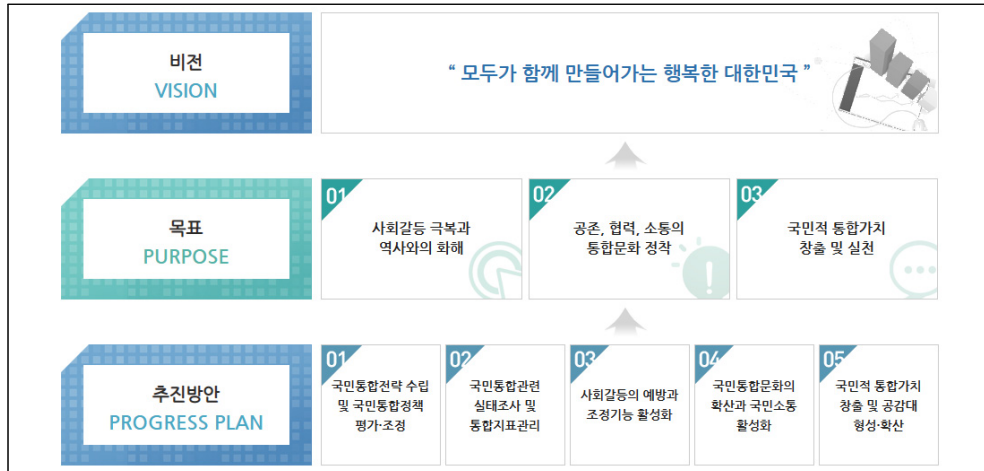 비전
VISION
“ 모두가 함께 만들어가는 행복한 대한민국 ”
목표
PURPOSE
01
사회갈등 극복과
역사와의 화해
02
공존, 협력, 소통의
통합문화 정착
03
국민적 통합가치
창출 및 실천
추진방안
PROGRESS PLAN
01
국민통합전략 수립
및 국민통합정책
평가·조정
02
국민통합관련
실태조사 및
통합지표관리
03
사회갈등의 예방과
조정기능 활성화
04
국민통합문화의
확산과 국민소통
활성화
05
국민적 통합가치
창출 및 공감대
형성·확산